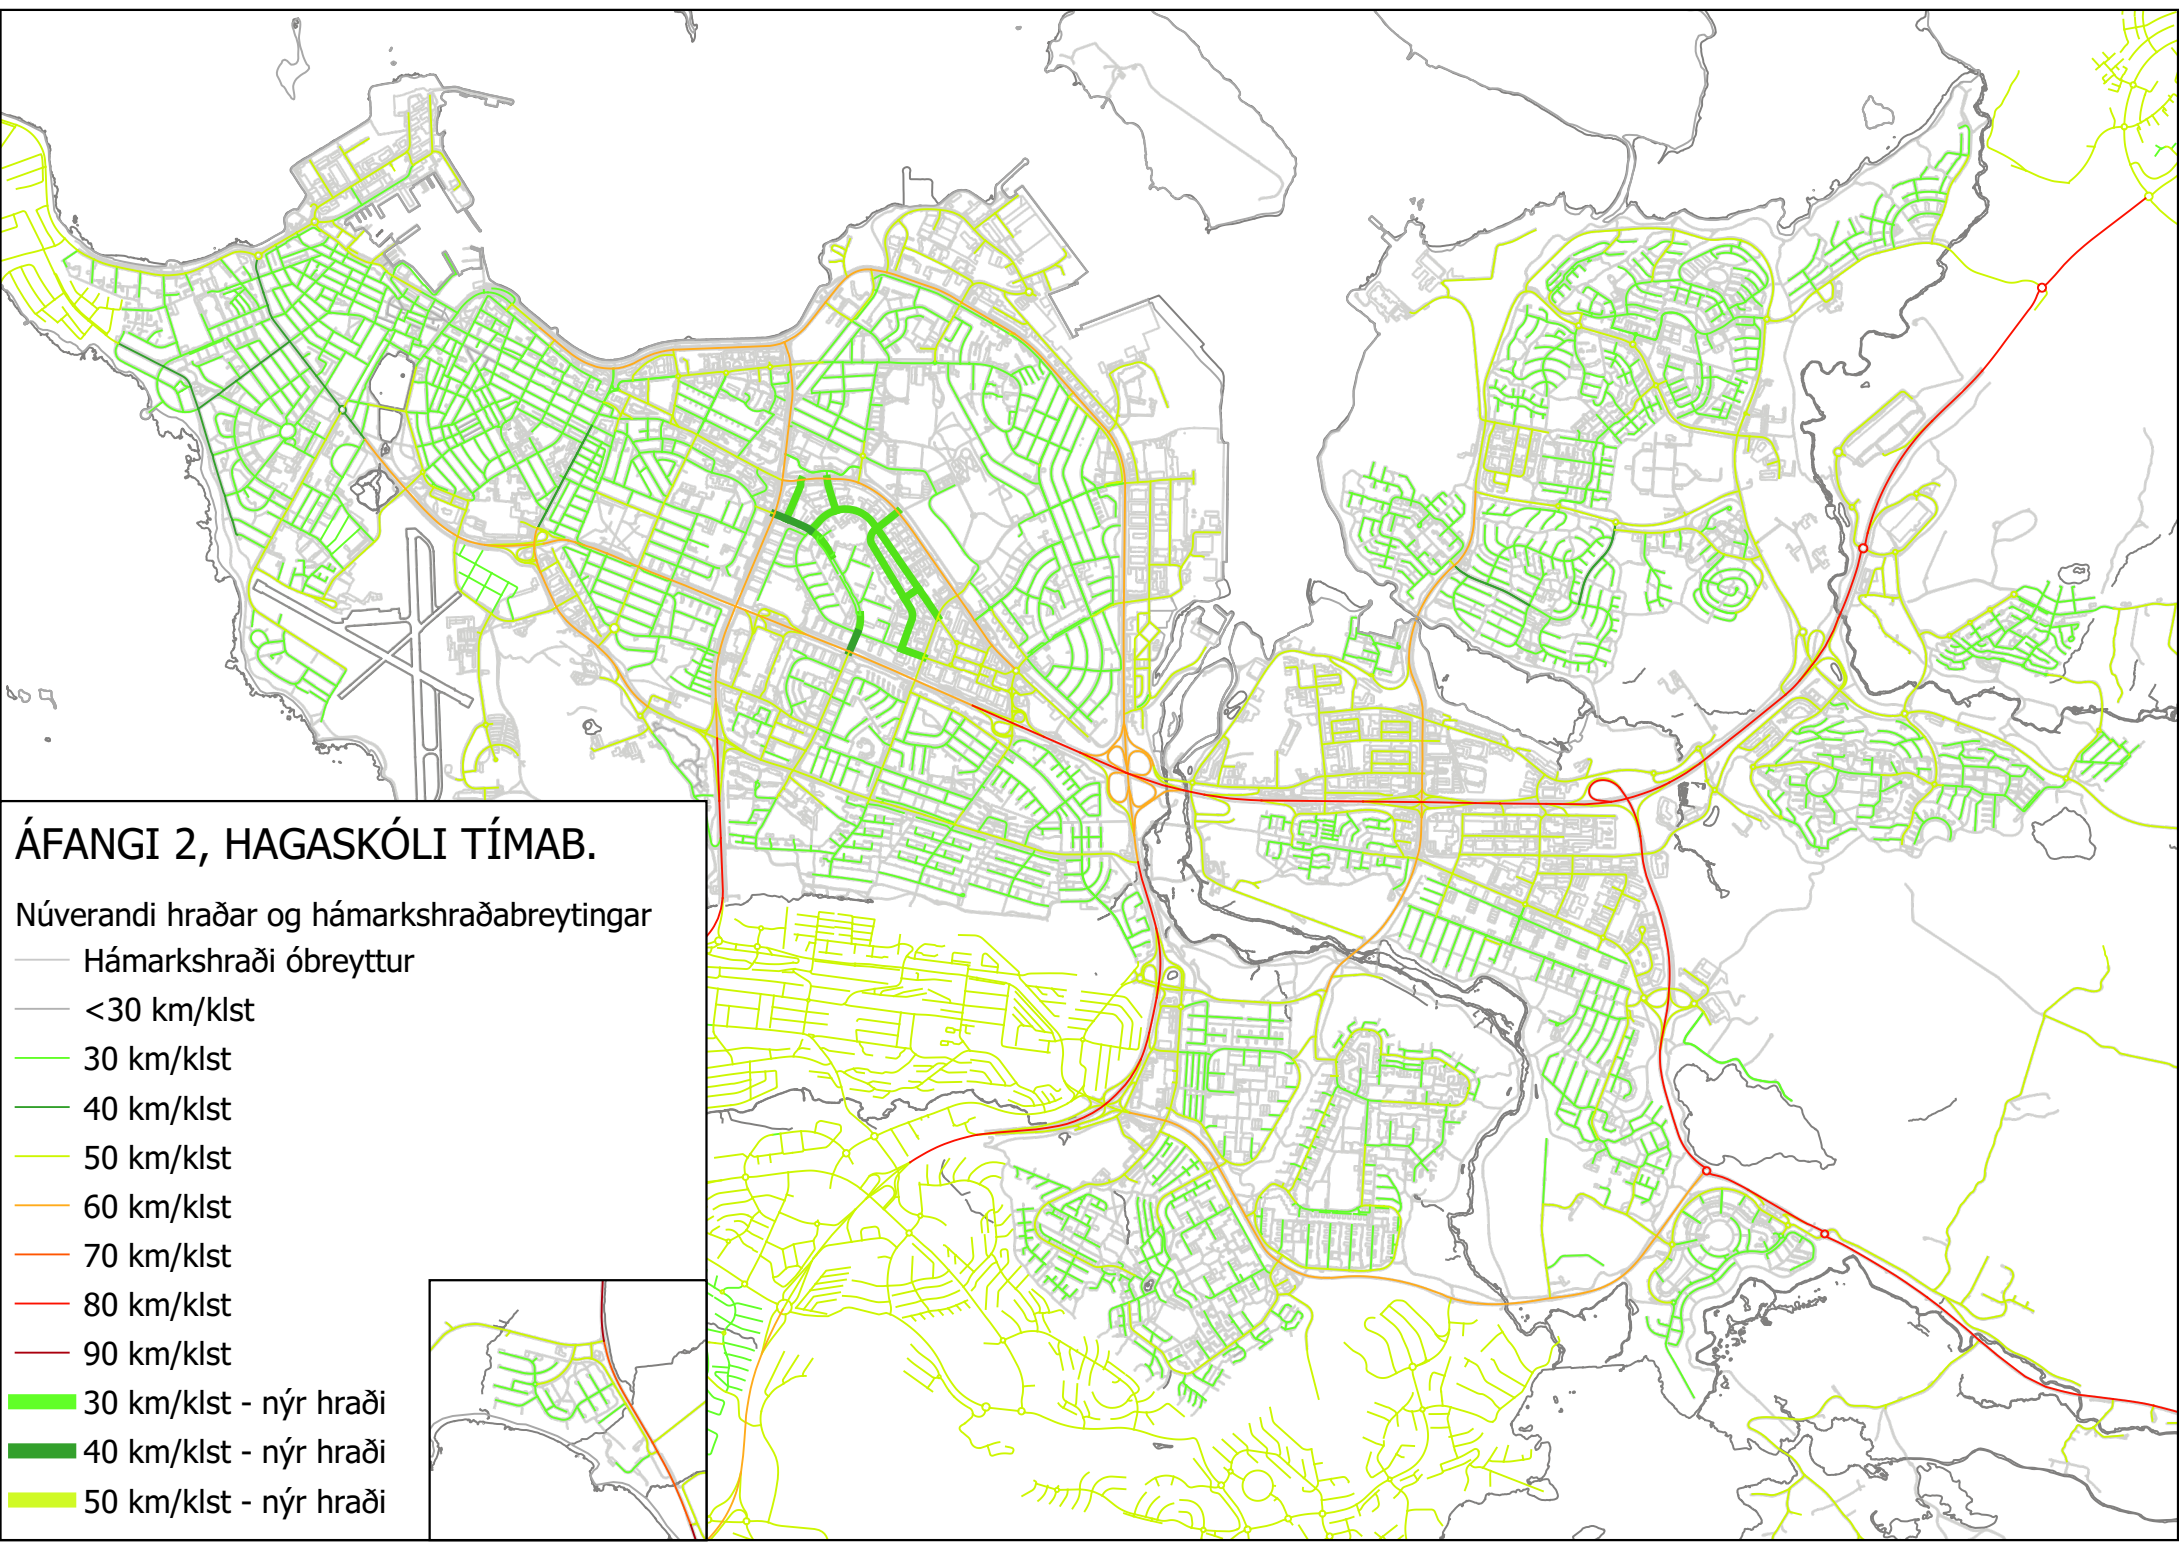 ÁFANGI 2, HAGASKÓLI TÍMAB.
Núverandi hraðar og hámarkshraðabreytingar
Hámarkshraði óbreyttur
<30 km/klst
30 km/klst
40 km/klst
50 km/klst
60 km/klst
70 km/klst
80 km/klst
90 km/klst
30 km/klst - nýr hraði
40 km/klst - nýr hraði
50 km/klst - nýr hraði